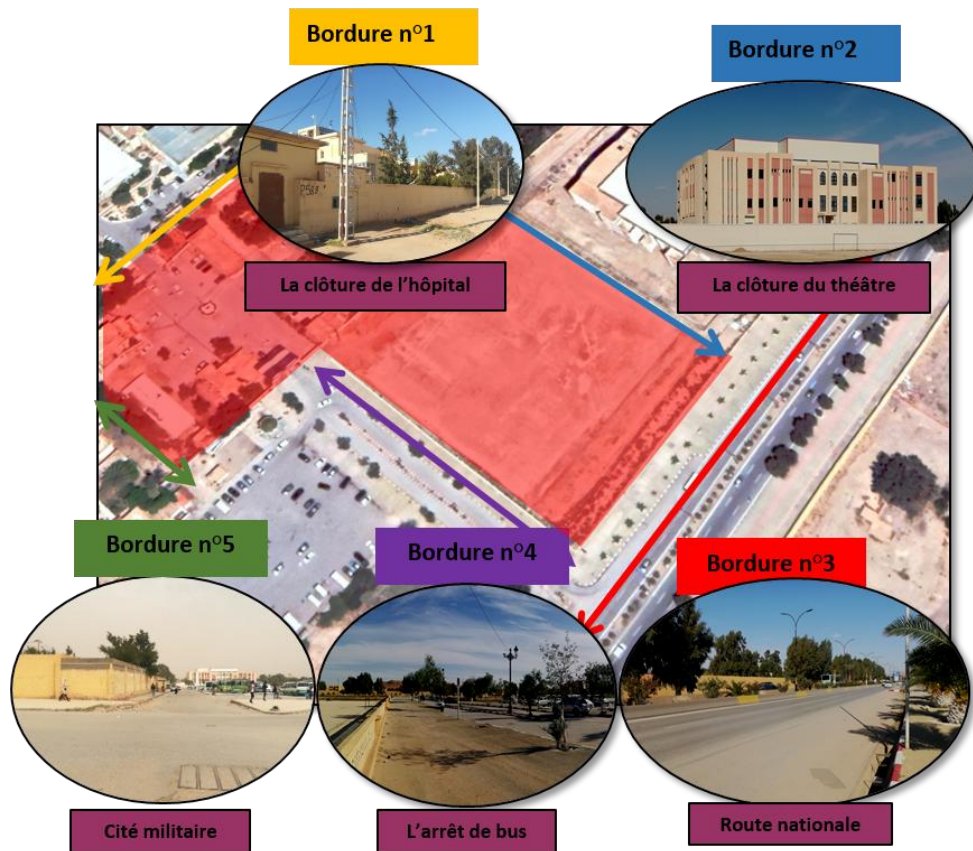 Bordure n°1
Bordure n°2
La clôture de l'hôpital
La clôture du théâtre
Bordure n°5
Bordure n°4
Bordure n°3
Cité militaire
L'arrêt de bus
Route nationale